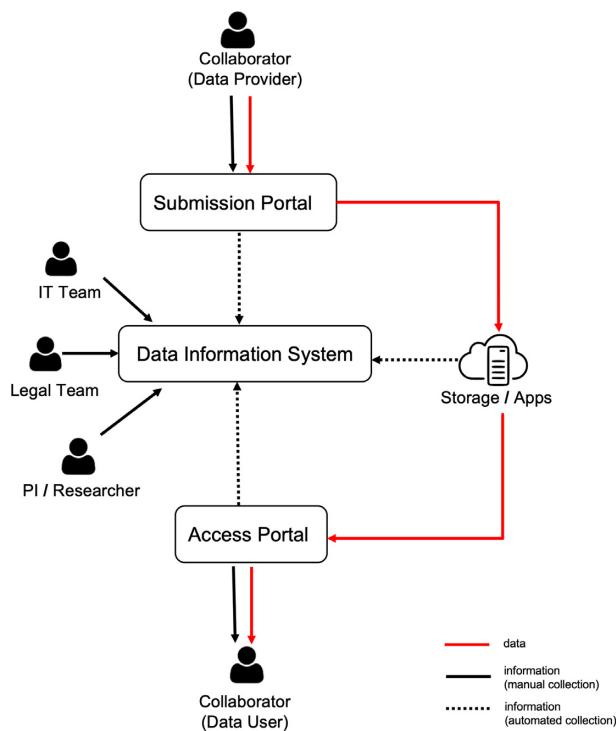 Collaborator
(Data Provider)
Submission Portal
IT Team
Data Information System
Legal Team
Storage / Apps
PI / Researcher
Access Portal
data
information
(manual collection)
Collaborator
(Data User)
information
(automated collection)